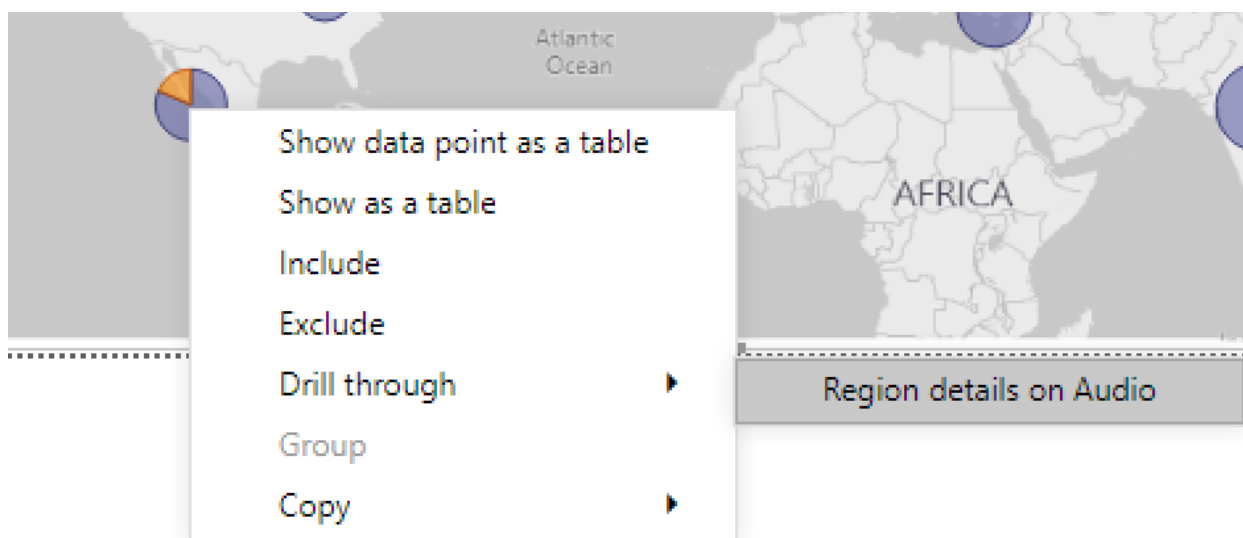 Atlantic
Ocean
AFRICA
Show data point as a table
Show as a table
Include
Exclude
Drill through
Region details on Audio
Group
Copy